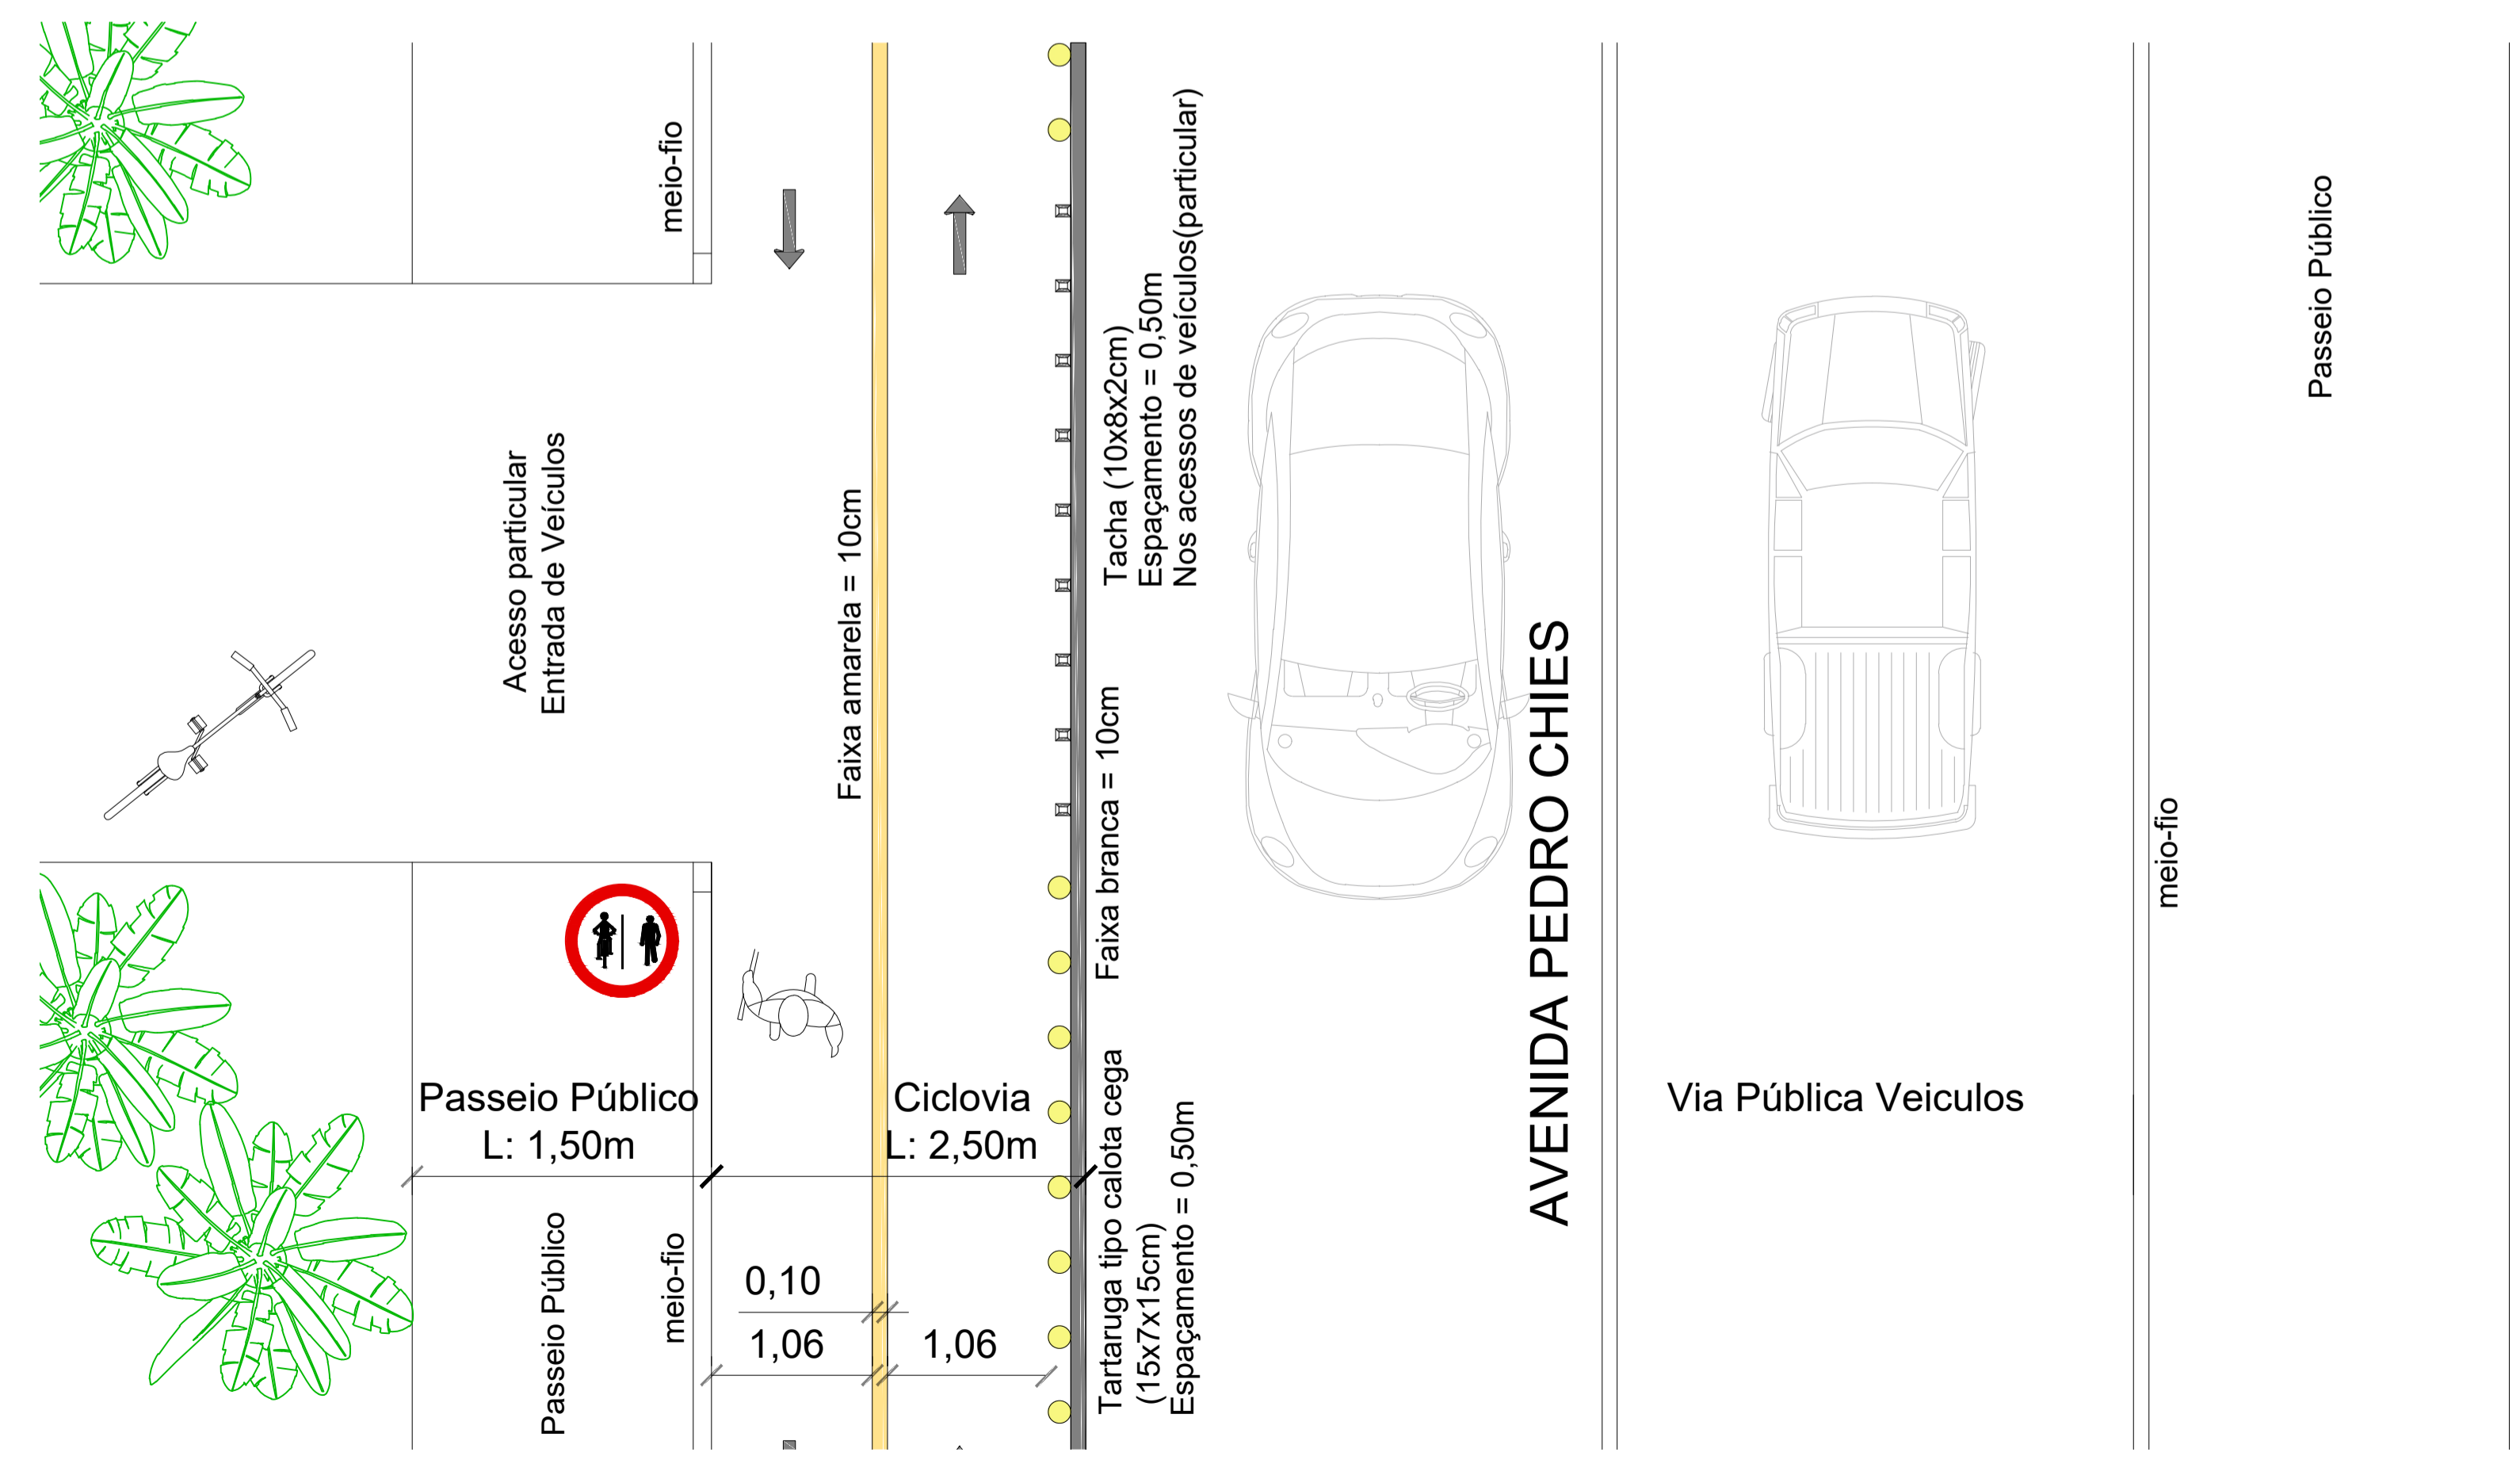 meio-fio
Acesso particular
Entrada de Veículos
Faixa amarela = 10cm
Tacha (10x8x2cm)
Espaçamento = 0,50m
Nos acessos de veículos(particular)
Faixa branca = 10cm
AVENIDA PEDRO CHIES
Passeio Público
meio-fio
Passeio Público
L: 1,50m
Ciclovia
L: 2,50m
Via Pública Veiculos
Tartaruga tipo calota cega
(15x7x15cm)
Espaçamento = 0,50m
Passeio Público
meio-fio
0,10
1,06
1,06